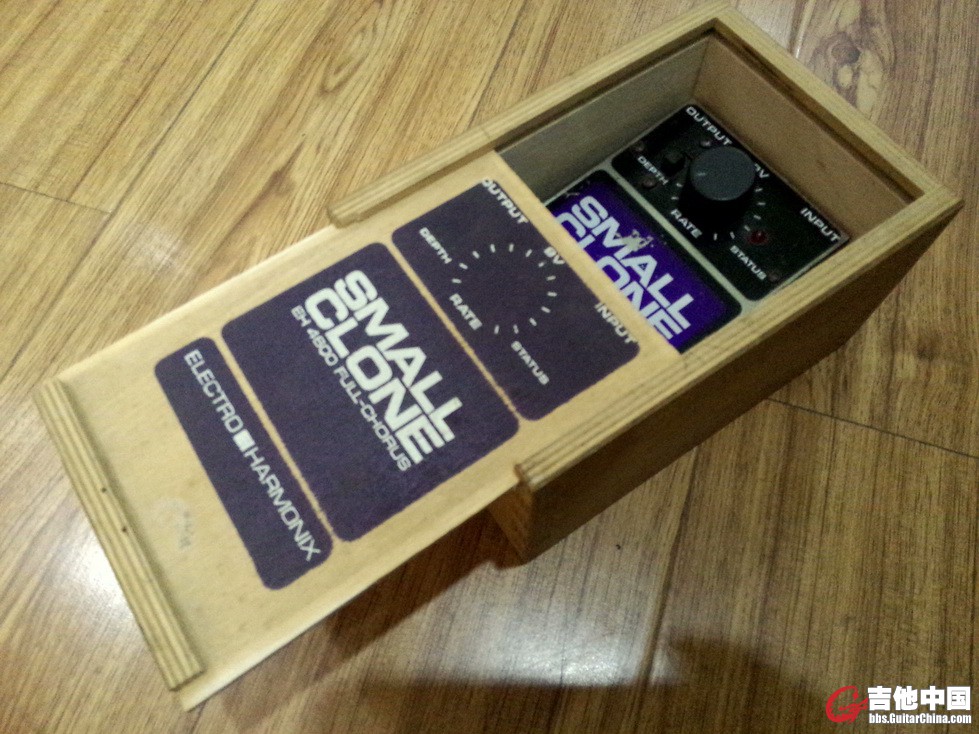 OUTPUT
9V
INPUT
DEPTH
RATE
STATUS
SMALL
CLONE
EH 4600 FULL-CHORUS
ELECTRO HARMONIX
OUTPUT
9V
INPUT
DEPTH
RATE
STATUS
SMALL
CLONE
吉他中国
bbs.GuitarChina.com